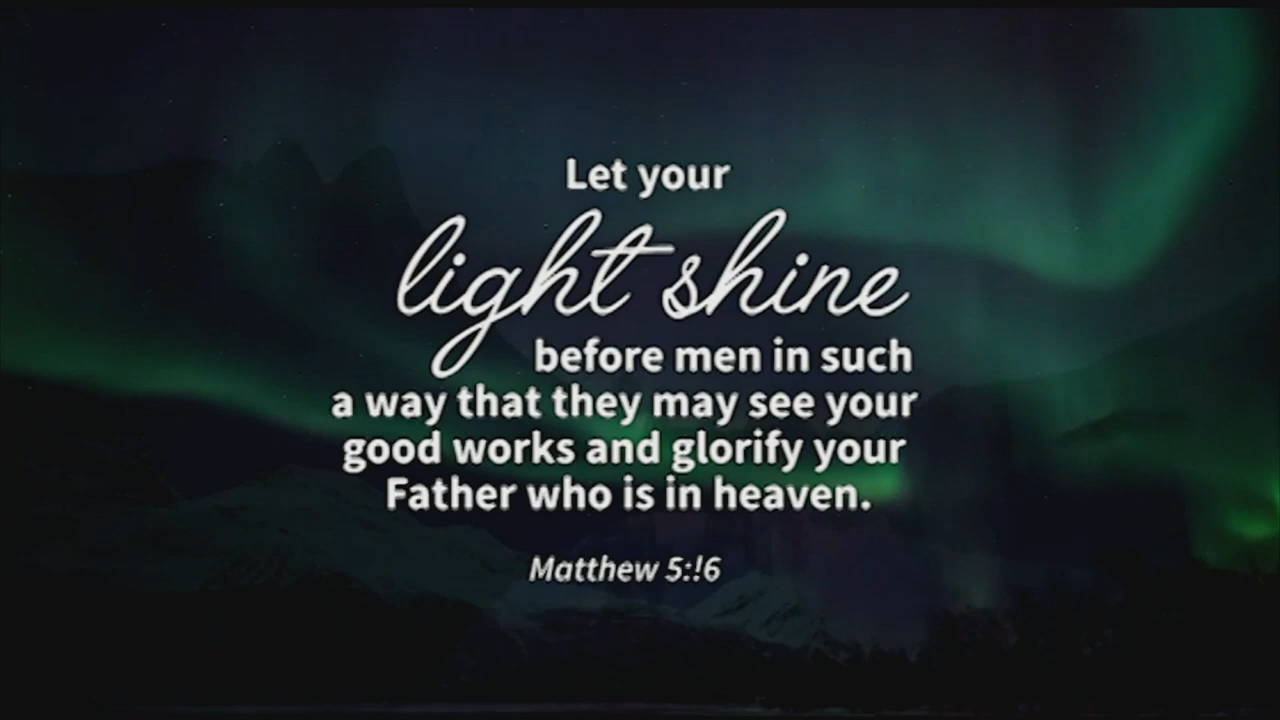 Let your
light shine
before men in such
a way that they may see your
good works and glorify your
Father who is in heaven.
Matthew 5:!6